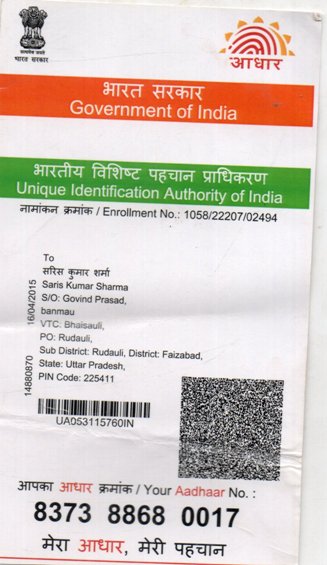 सत्यमेव जयते
भारत सरकार
आधार
भारत सरकार
Government of India
भारतीय विशिष्ट पहचान प्राधिकरण
Unique Identification Authority of India
नामांकन क्रमांक / Enrollment No.: 1058/22207/02494
To
सरिस कुमार शर्मा
Saris Kumar Sharma
S/O: Govind Prasad,
banmau
VTC: Bhaisauli,
PO: Rudauli,
Sub District: Rudauli, District: Faizabad,
State: Uttar Pradesh,
PIN Code: 225411
14880870 16/04/2015
UA053115760IN
आपका आधार क्रमांक / Your Aadhaar No. :
8373 8868 0017
मेरा आधार, मेरी पहचान